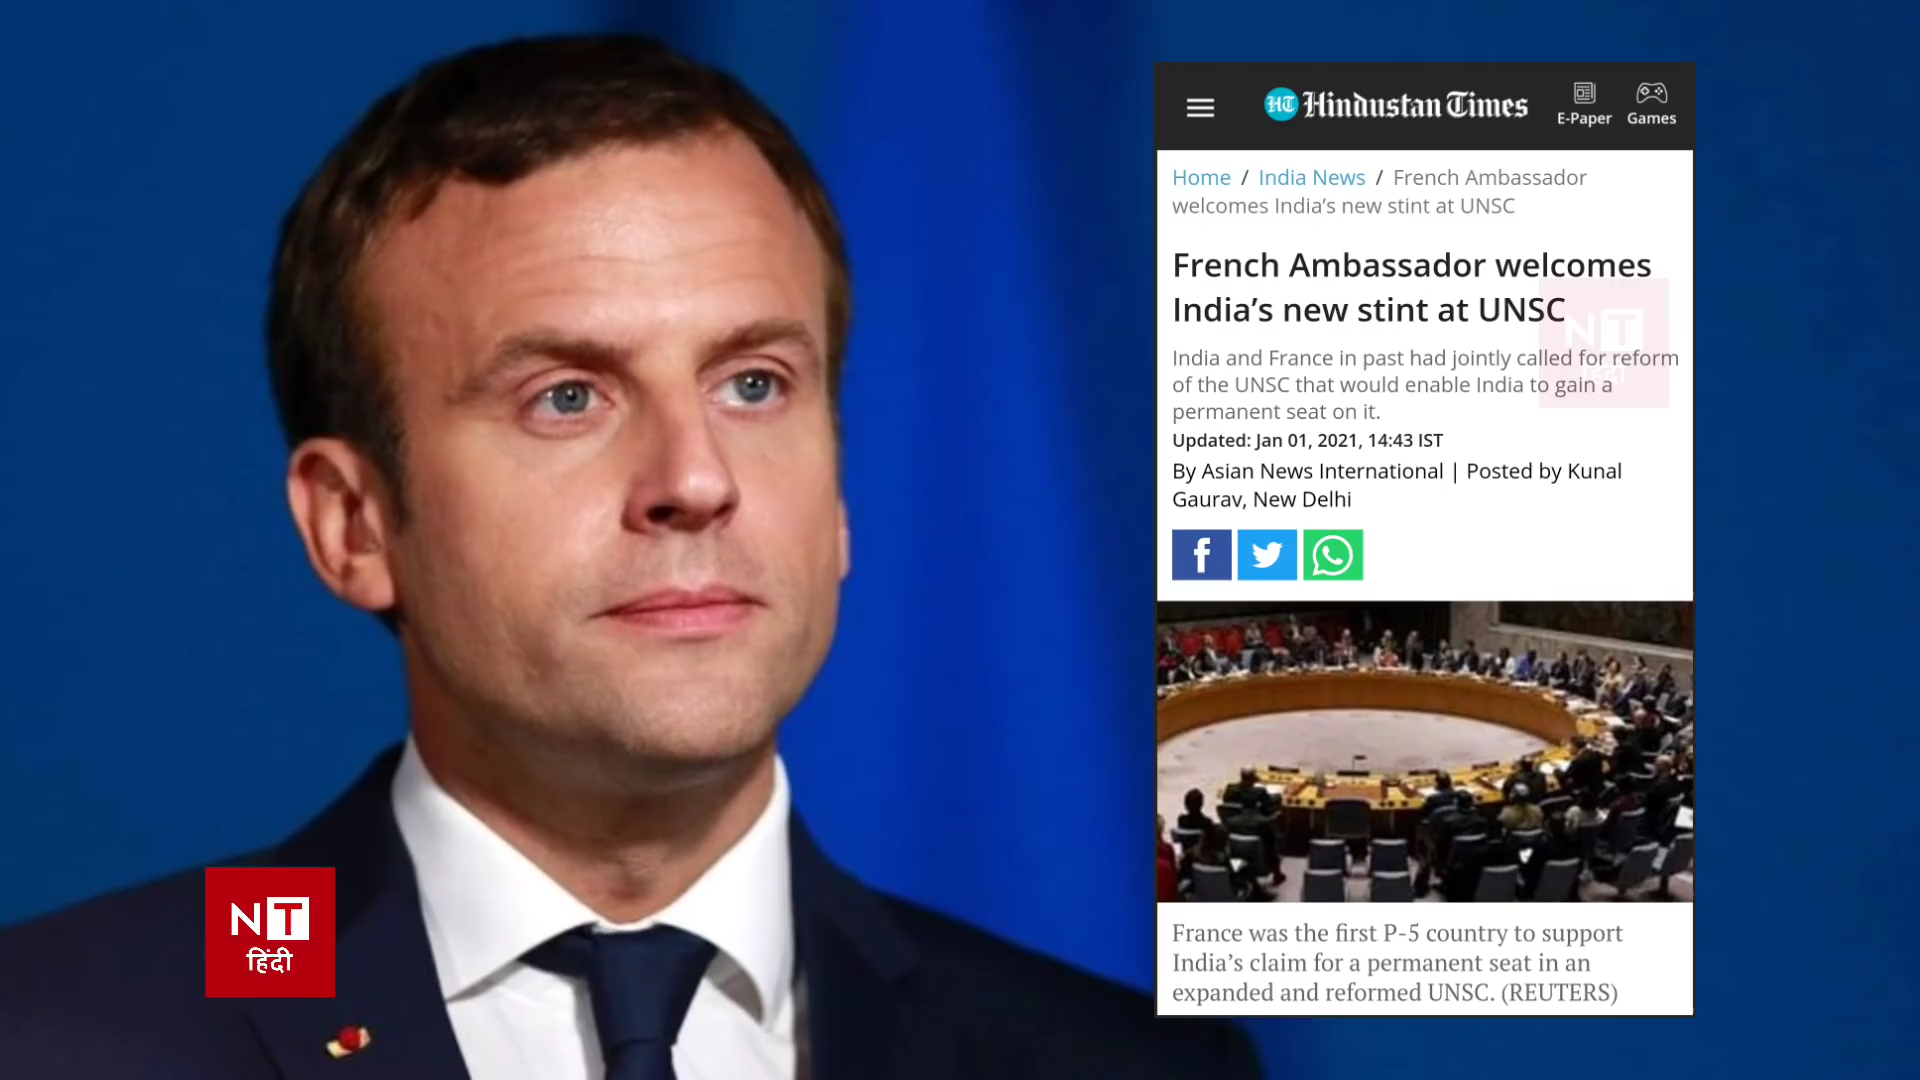 HT Hindustan Times
E-Paper
Games
Home / India News / French Ambassador
welcomes India’s new stint at UNSC
French Ambassador welcomes
India’s new stint at UNSC
India and France in past had jointly called for reform
of the UNSC that would enable India to gain a
permanent seat on it.
Updated: Jan 01, 2021, 14:43 IST
By Asian News International | Posted by Kunal
Gaurav, New Delhi
France was the first P-5 country to support
India’s claim for a permanent seat in an
expanded and reformed UNSC. (REUTERS)
NT
हिंदी
NT
हिंदी